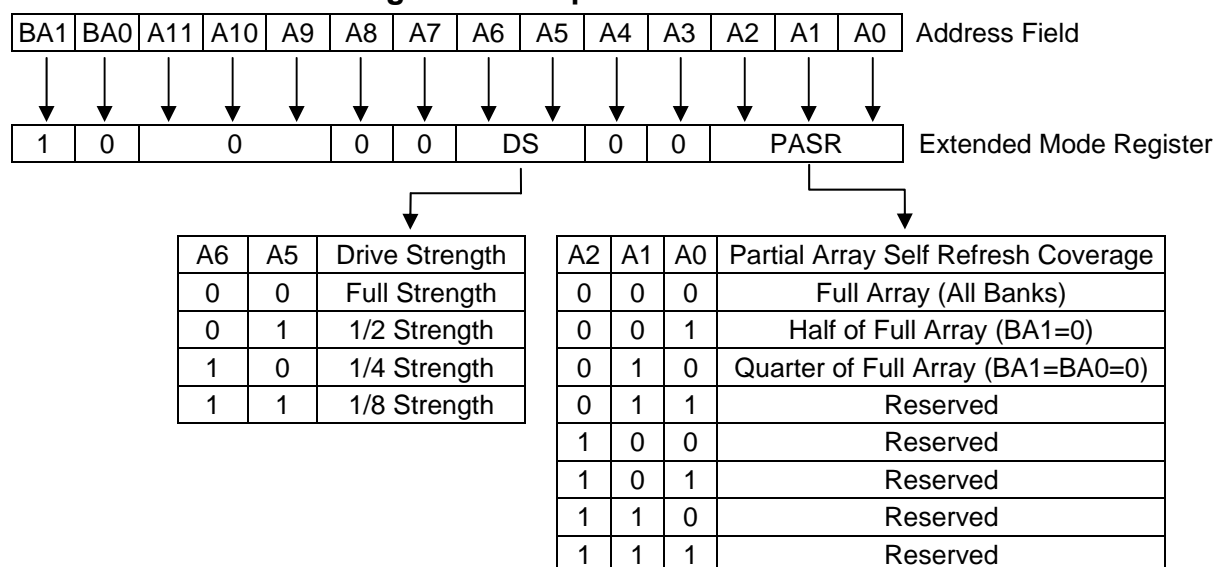 BA1 BA0 A11 A10 A9 A8 A7 A6 A5 A4 A3 A2 A1 A0 Address Field
1 0 0 0 0 DS 0 0 PASR Extended Mode Register
A6 A5 Drive Strength
0 0 Full Strength
0 1 1/2 Strength
1 0 1/4 Strength
1 1 1/8 Strength
A2 A1 A0 Partial Array Self Refresh Coverage
0 0 0 Full Array (All Banks)
0 0 1 Half of Full Array (BA1=0)
0 1 0 Quarter of Full Array (BA1=BA0=0)
0 1 1 Reserved
1 0 0 Reserved
1 0 1 Reserved
1 1 0 Reserved
1 1 1 Reserved